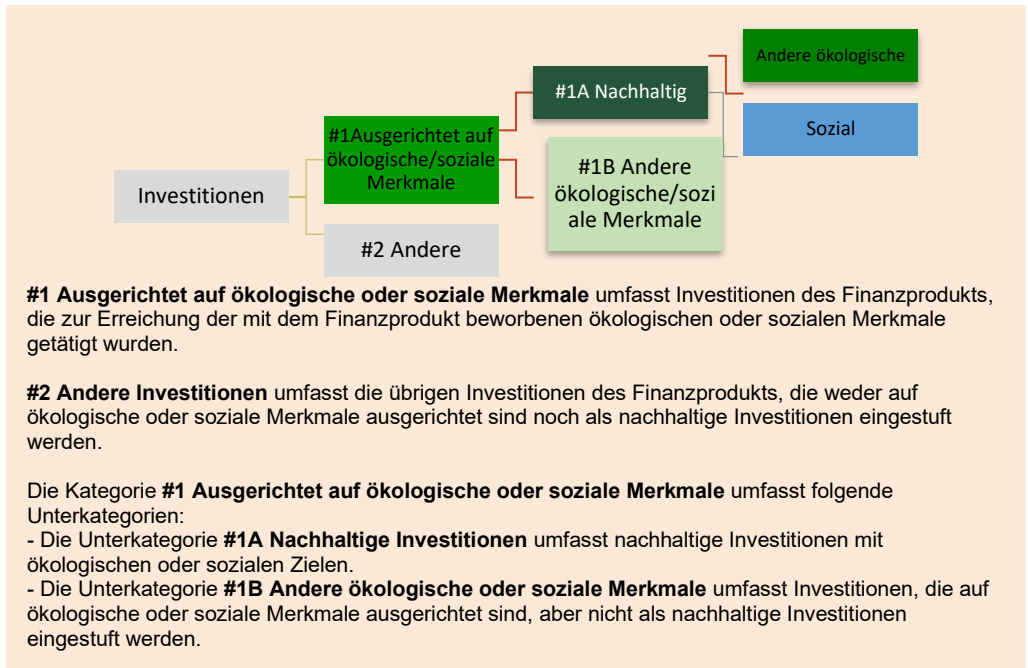 Andere ökologische
#1A Nachhaltig
Sozial
#1Ausgerichtet auf
ökologische/soziale
Merkmale
#1B Andere
ökologische/sozi
ale Merkmale
Investitionen
#2 Andere
#1 Ausgerichtet auf ökologische oder soziale Merkmale umfasst Investitionen des Finanzprodukts,
die zur Erreichung der mit dem Finanzprodukt beworbenen ökologischen oder sozialen Merkmale
getätigt wurden.
#2 Andere Investitionen umfasst die übrigen Investitionen des Finanzprodukts, die weder auf
ökologische oder soziale Merkmale ausgerichtet sind noch als nachhaltige Investitionen eingestuft
werden.
Die Kategorie #1 Ausgerichtet auf ökologische oder soziale Merkmale umfasst folgende
Unterkategorien:
- Die Unterkategorie #1A Nachhaltige Investitionen umfasst nachhaltige Investitionen mit
ökologischen oder sozialen Zielen.
- Die Unterkategorie #1B Andere ökologische oder soziale Merkmale umfasst Investitionen, die auf
ökologische oder soziale Merkmale ausgerichtet sind, aber nicht als nachhaltige Investitionen
eingestuft werden.